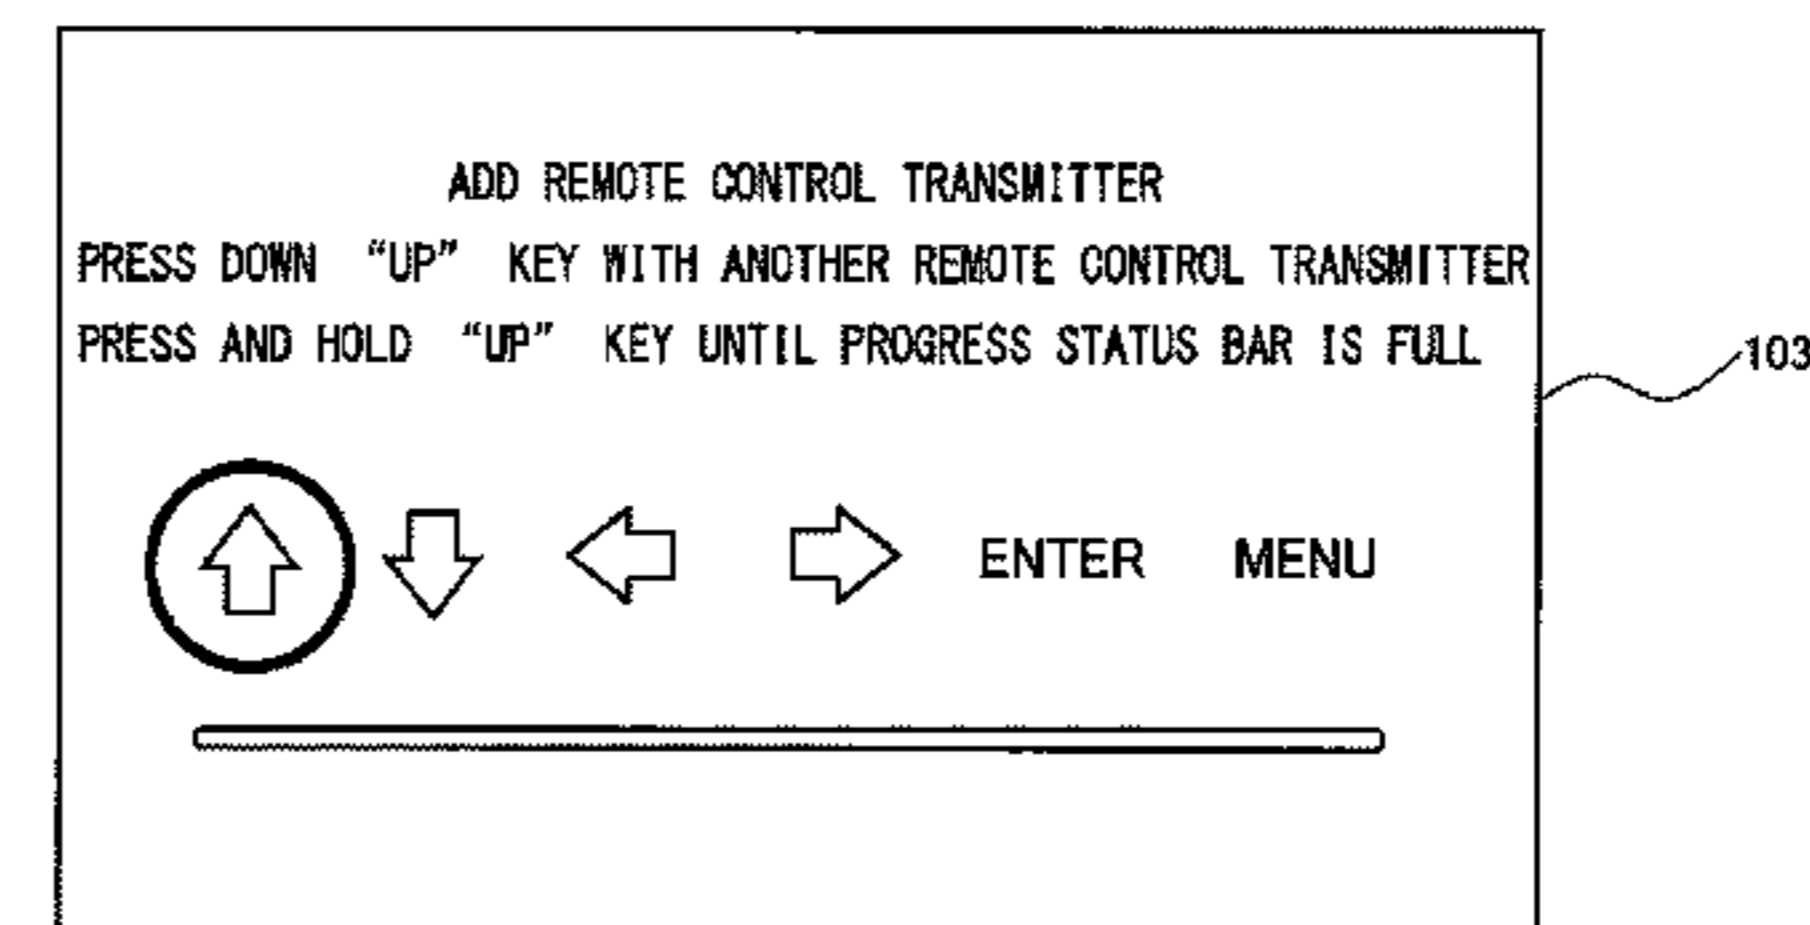 ADD REMOTE CONTROL TRANSMITTER
PRESS DOWN “UP” KEY WITH ANOTHER REMOTE CONTROL TRANSMITTER
PRESS AND HOLD “UP” KEY UNTIL PROGRESS STATUS BAR IS FULL
103
ENTER MENU